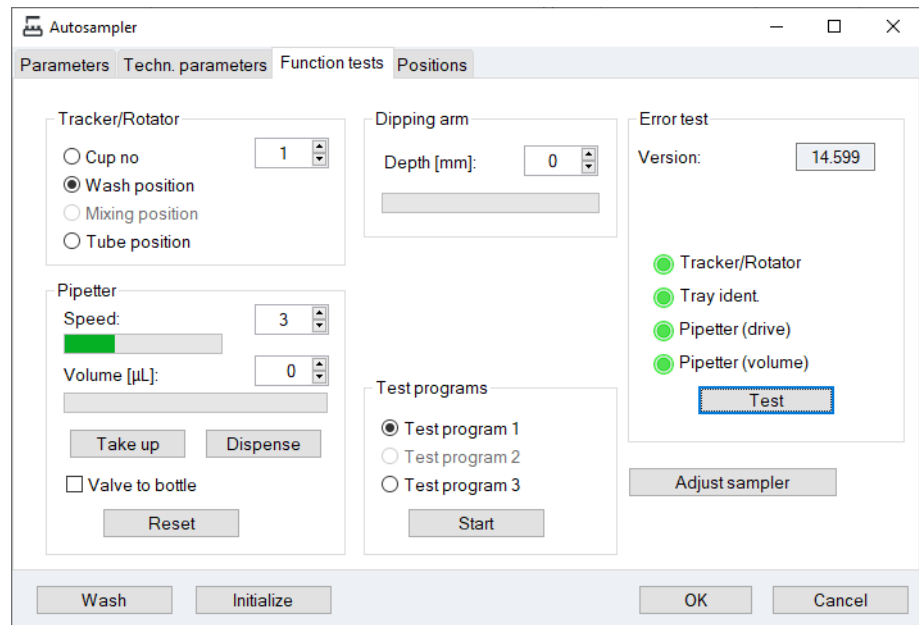 Autosampler
Parameters Techn. parameters Function tests Positions
Tracker/Rotator
Cup no 1
Wash position
Mixing position
Tube position
Pipetter
Speed: 3
Volume [µL]: 0
Take up Dispense
Valve to bottle
Reset
Dipping arm
Depth [mm]: 0
Test programs
Test program 1
Test program 2
Test program 3
Start
Error test
Version: 14.599
Tracker/Rotator
Tray ident.
Pipetter (drive)
Pipetter (volume)
Test
Adjust sampler
Wash Initialize OK Cancel